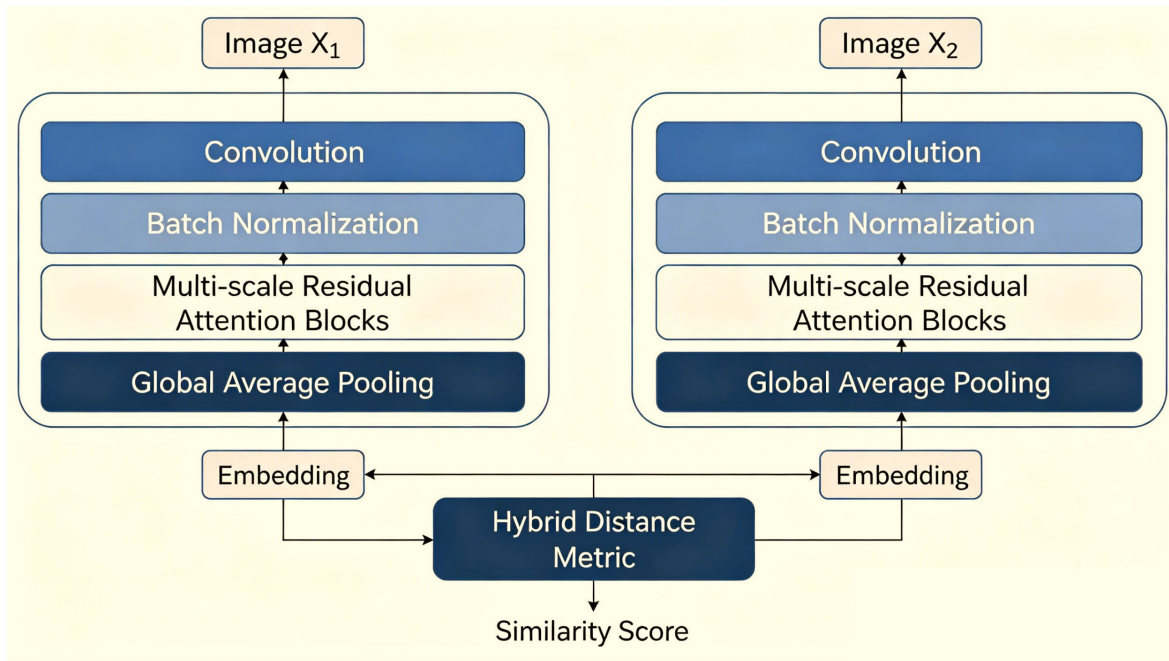 Image X₁
Convolution
Batch Normalization
Multi-scale Residual
Attention Blocks
Global Average Pooling
Embedding
Image X₂
Convolution
Batch Normalization
Multi-scale Residual
Attention Blocks
Global Average Pooling
Embedding
Hybrid Distance
Metric
Similarity Score